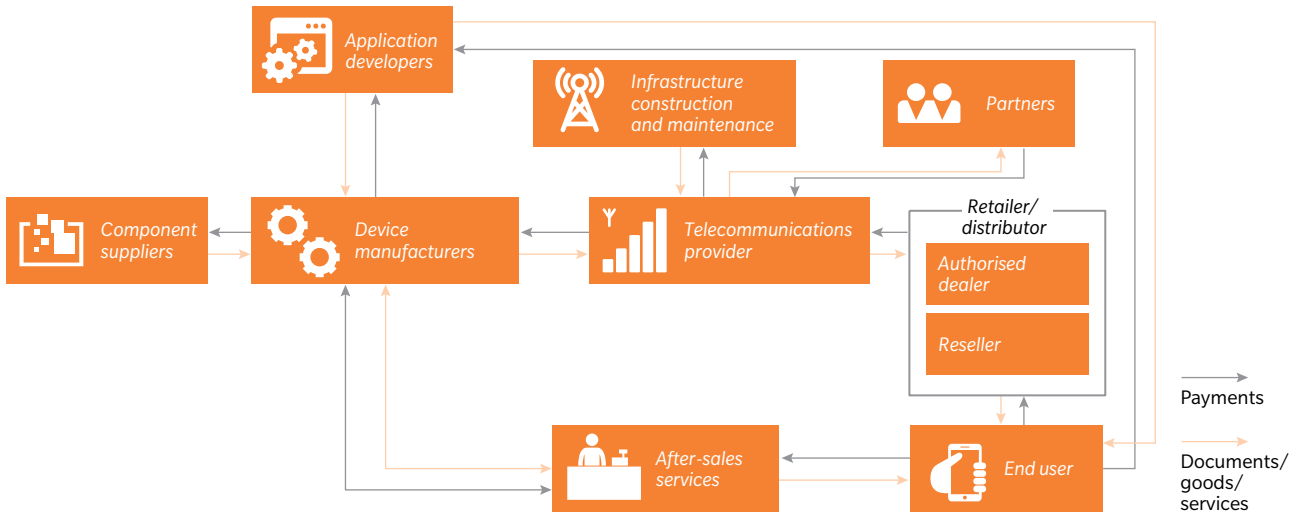 Application
developers
Infrastructure
construction
and maintenance
Partners
Component
suppliers
Device
manufacturers
Telecommunications
provider
Retailer/
distributor
Authorised
dealer
Reseller
Payments
After-sales
services
End user
Documents/
goods/
services